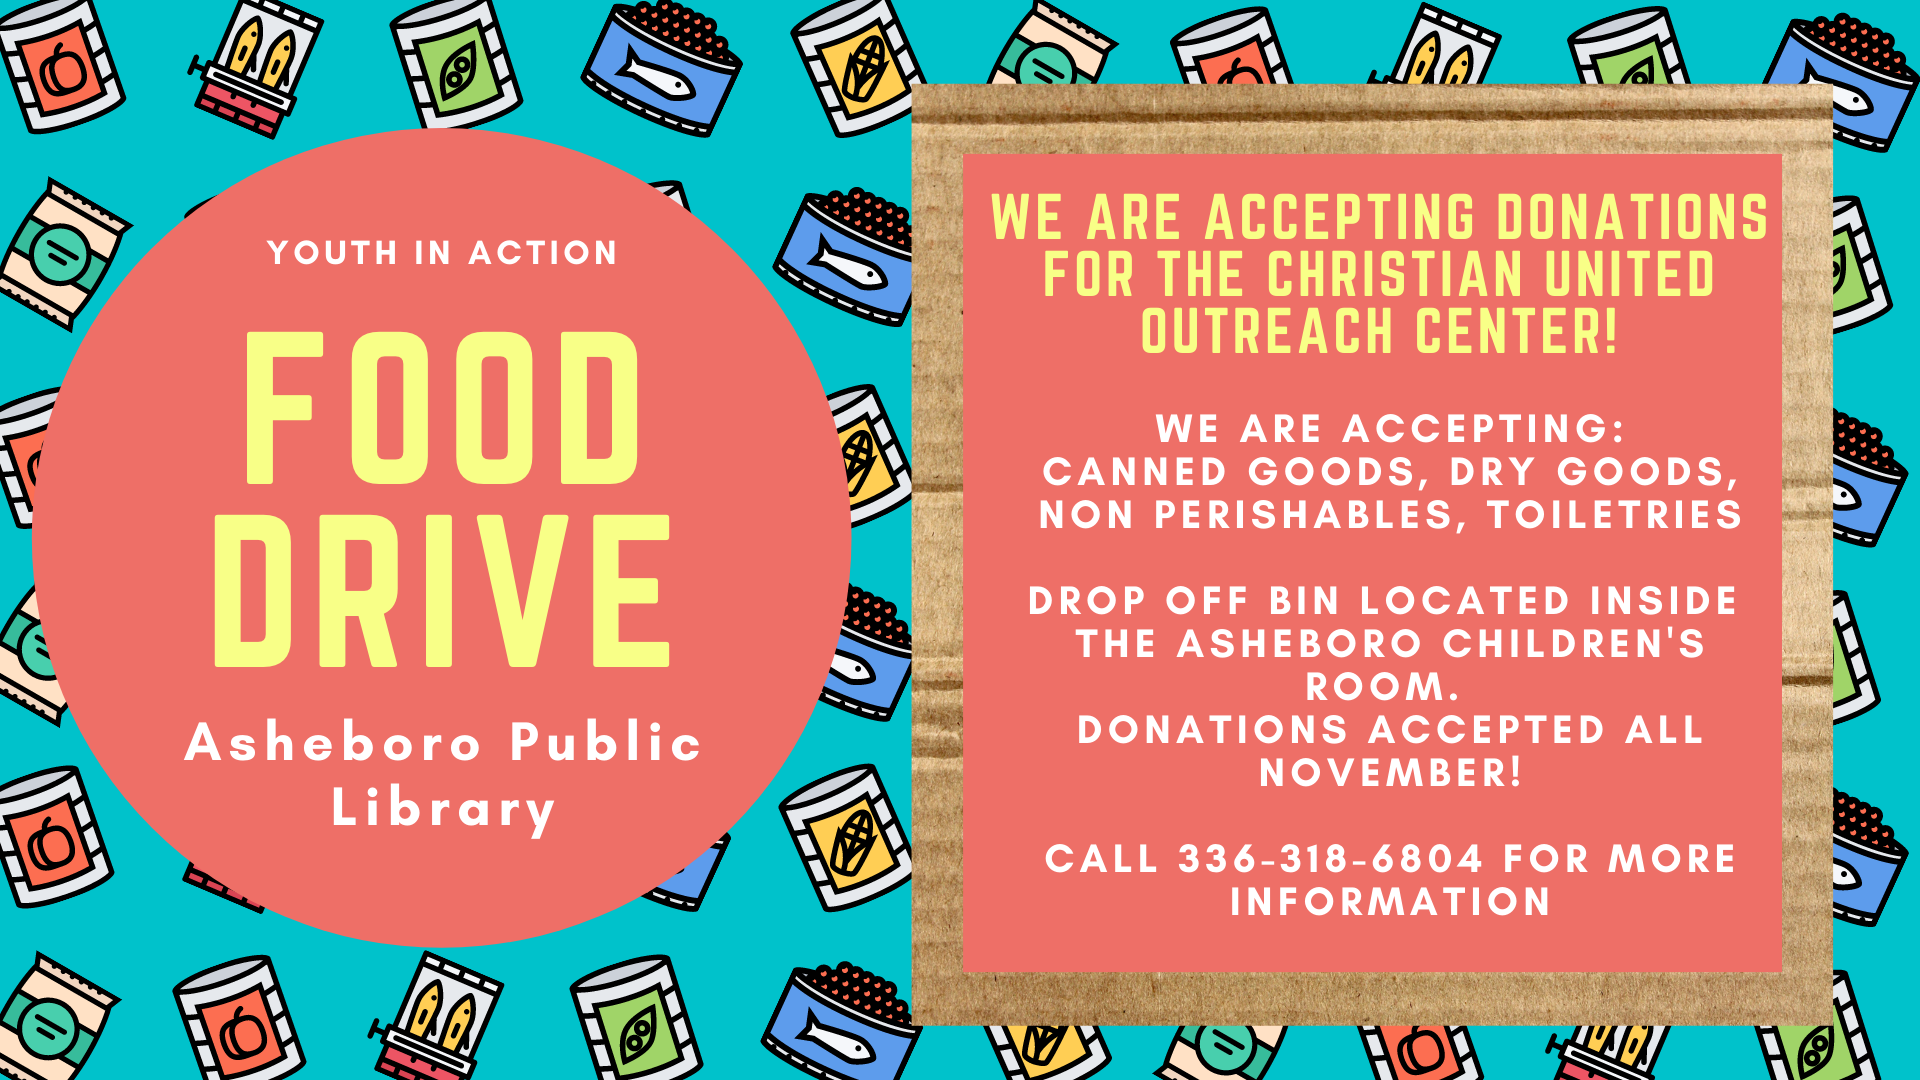 YOUTH IN ACTION
FOOD
DRIVE
Asheboro Public
Library
WE ARE ACCEPTING DONATIONS
FOR THE CHRISTIAN UNITED
OUTREACH CENTER!
WE ARE ACCEPTING:
CANNED GOODS, DRY GOODS,
NON PERISHABLES, TOILETRIES
DROP OFF BIN LOCATED INSIDE
THE ASHEBORO CHILDREN'S
ROOM.
DONATIONS ACCEPTED ALL
NOVEMBER!
CALL 336-318-6804 FOR MORE
INFORMATION